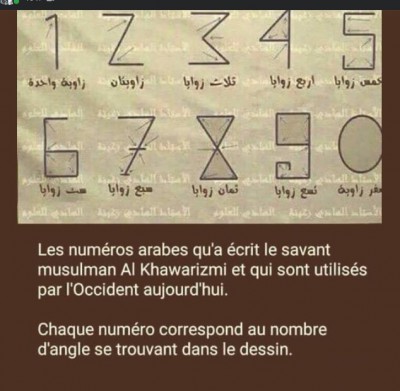 1 2 3 4 5
زاوية واحدة زاويتان ثلاث زوايا اربع زوايا خمس زوايا
6 7 8 9 0
ست زوايا سبع زوايا ثمان زوايا تسع زوايا صفر زاوية
Les numéros arabes qu'a écrit le savant
musulman Al Khawarizmi et qui sont utilisés
par l'Occident aujourd'hui.
Chaque numéro correspond au nombre
d'angle se trouvant dans le dessin.